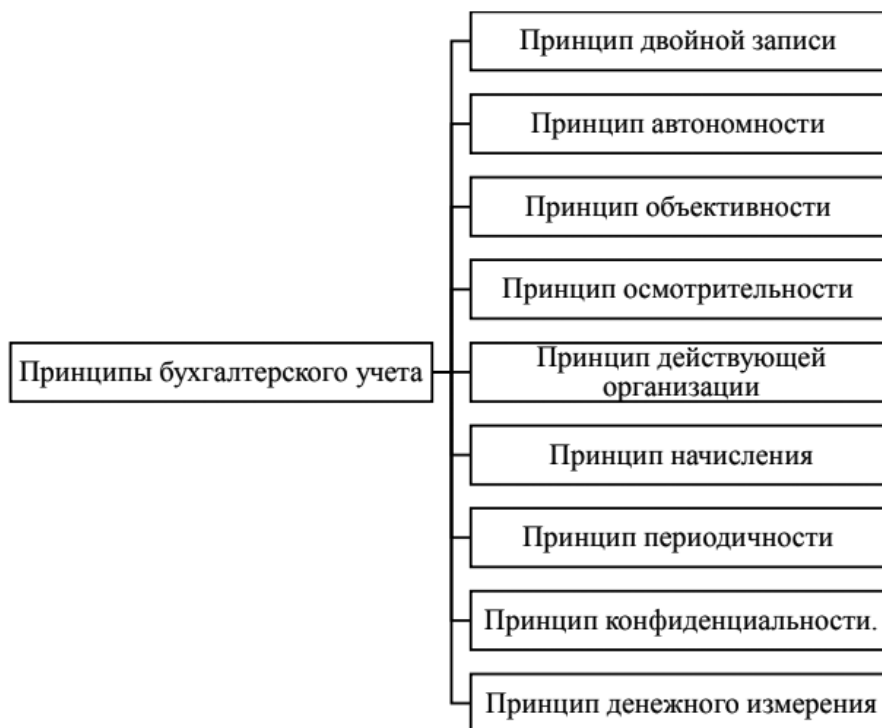 Принцип двойной записи
Принцип автономности
Принцип объективности
Принцип осмотрительности
Принципы бухгалтерского учета
Принцип действующей
организации
Принцип начисления
Принцип периодичности
Принцип конфиденциальности.
Принцип денежного измерения